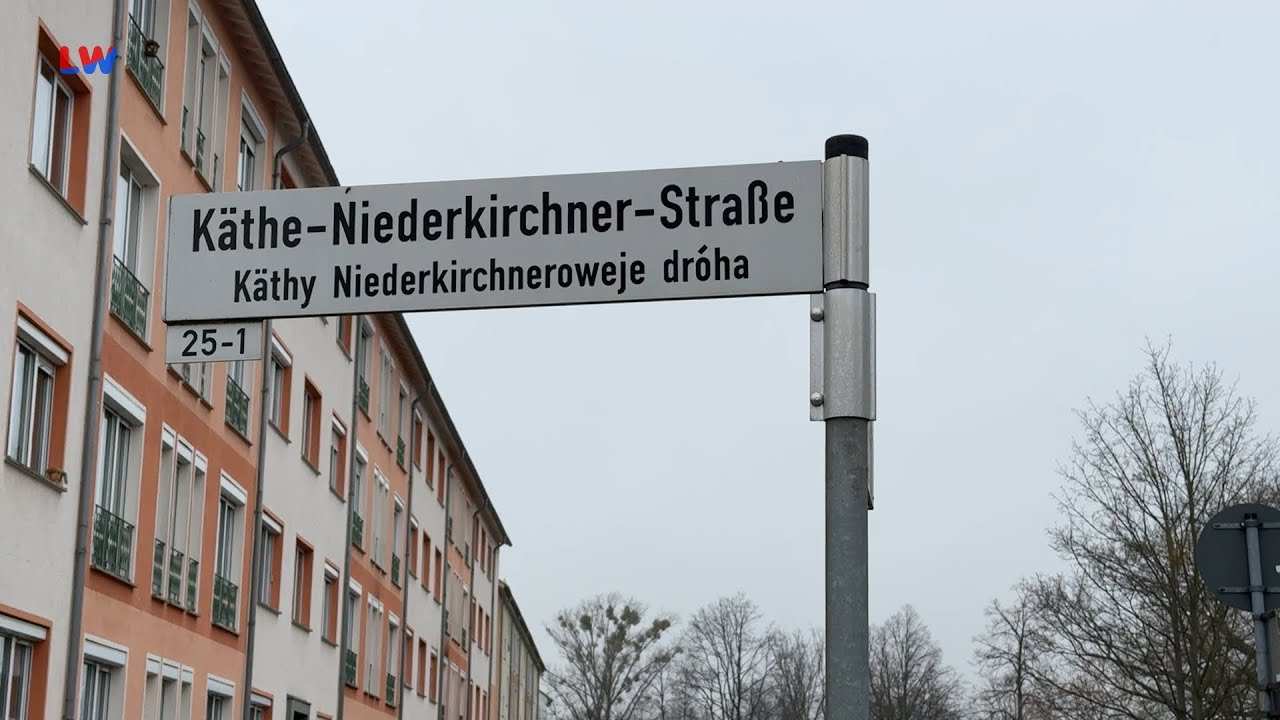 LW
Käthe-Niederkirchner-Straße
Käthy Niederkirchneroweje dróha
25-1